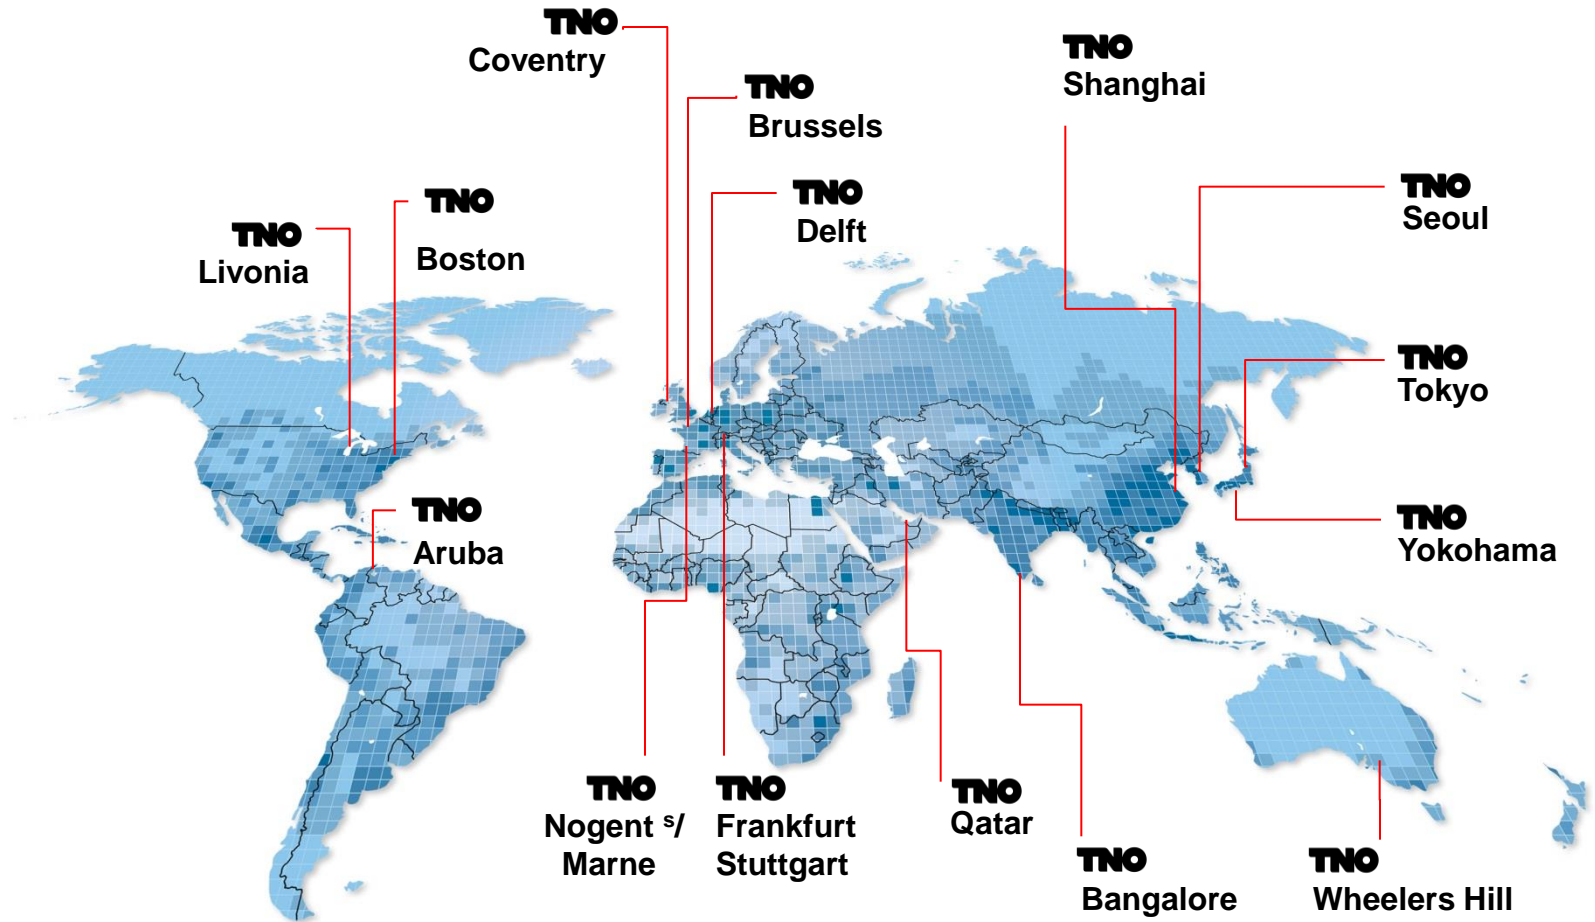 TNO
Coventry
TNO
Brussels
TNO
Shanghai
TNO
Delft
TNO
Seoul
TNO
Boston
TNO
Livonia
TNO
Tokyo
TNO
Aruba
TNO
Yokohama
TNO
Nogent s/
Marne
TNO
Frankfurt
Stuttgart
TNO
Qatar
TNO
Bangalore
TNO
Wheelers Hill